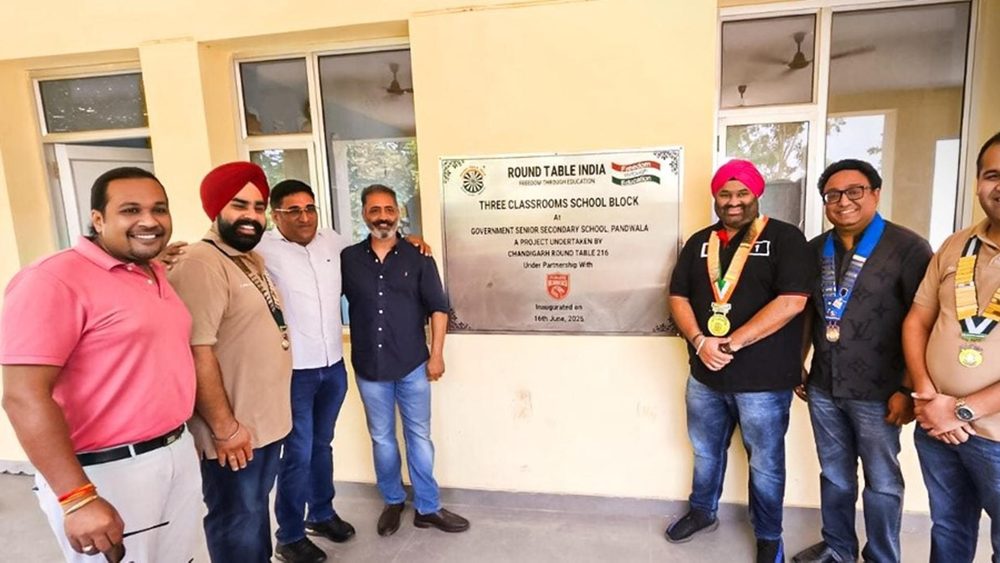 ROUND TABLE INDIA
FREEDOM THROUGH EDUCATION
Freedom
through
Education
THREE CLASSROOMS SCHOOL BLOCK
At
GOVERNMENT SENIOR SECONDARY SCHOOL, PANDWALA
A PROJECT UNDERTAKEN BY
CHANDIGARH ROUND TABLE 216
Under Partnership With
Inaugurated on
16th June, 2025